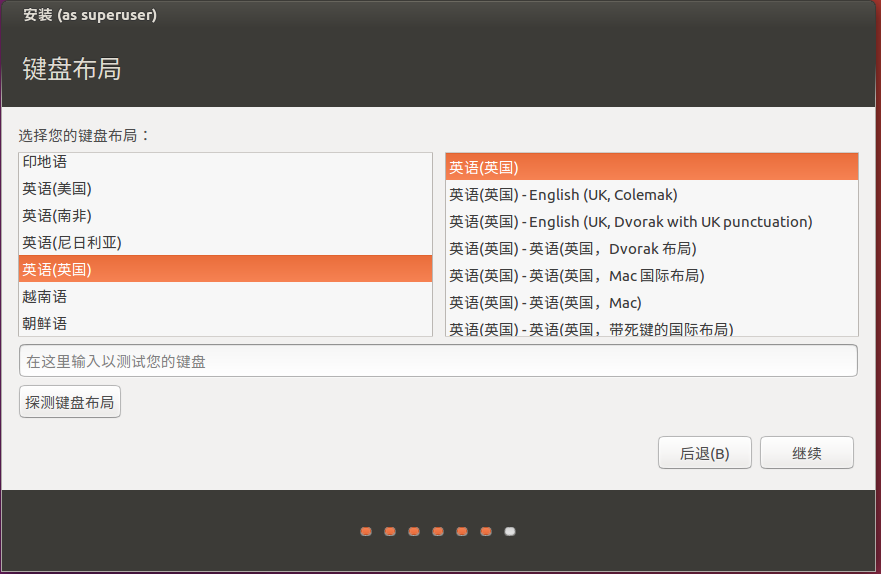 安装 (as superuser)
键盘布局
选择您的键盘布局：
印地语
英语(美国)
英语(南非)
英语(尼日利亚)
英语(英国)
越南语
朝鲜语
英语(英国)
英语(英国) - English (UK, Colemak)
英语(英国) - English (UK, Dvorak with UK punctuation)
英语(英国) - 英语(英国，Dvorak 布局)
英语(英国) - 英语(英国，Mac 国际布局)
英语(英国) - 英语(英国，Mac)
英语(英国) - 英语(英国，带死键的国际布局)
在这里输入以测试您的键盘
探测键盘布局
后退(B)
继续